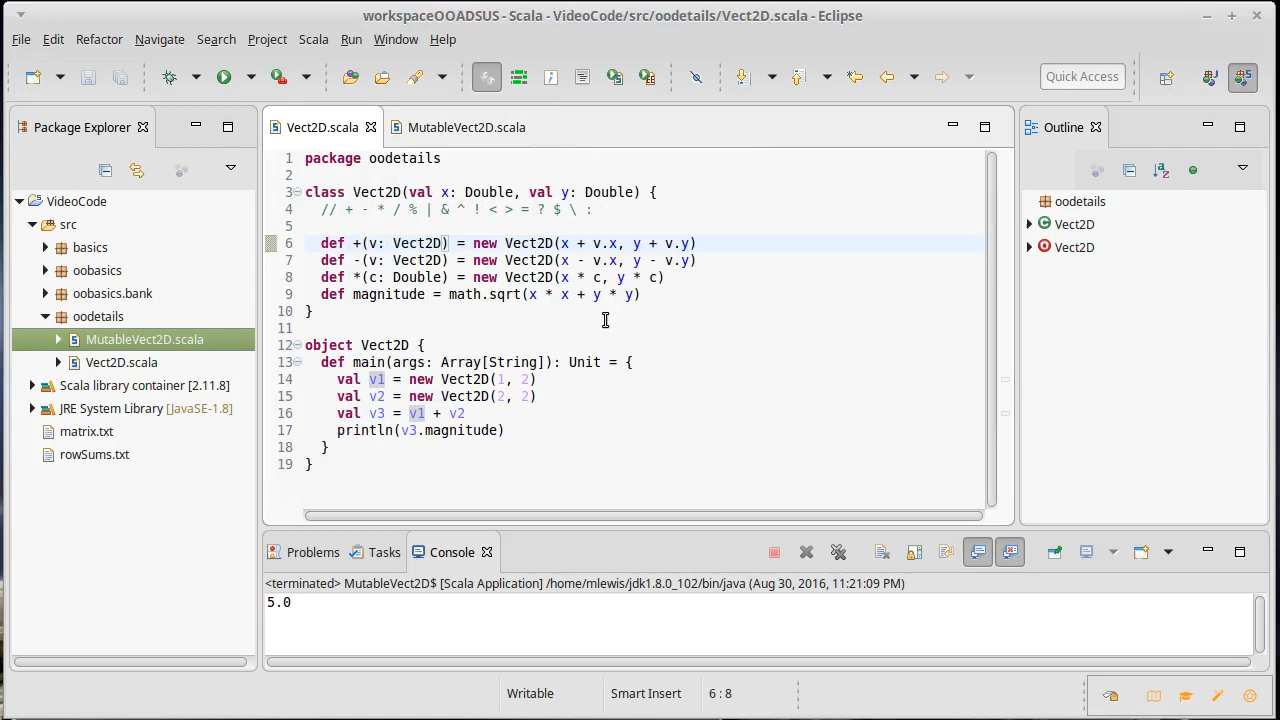 workspaceOOADSUS - Scala - VideoCode/src/oodetails/Vect2D.scala - Eclipse
File Edit Refactor Navigate Search Project Scala Run Window Help
Quick Access
Package Explorer
VideoCode
src
basics
oobasics
oobasics.bank
oodetails
MutableVect2D.scala
Vect2D.scala
Scala library container [2.11.8]
JRE System Library [JavaSE-1.8]
matrix.txt
rowSums.txt
Vect2D.scala MutableVect2D.scala
1 package oodetails
2
3 class Vect2D(val x: Double, val y: Double) {
4 // + - * / % | & ^ ! < > = ? $ \ :
5
6 def +(v: Vect2D) = new Vect2D(x + v.x, y + v.y)
7 def -(v: Vect2D) = new Vect2D(x - v.x, y - v.y)
8 def *(c: Double) = new Vect2D(x * c, y * c)
9 def magnitude = math.sqrt(x * x + y * y)
10 }
11
12 object Vect2D {
13 def main(args: Array[String]): Unit = {
14 val v1 = new Vect2D(1, 2)
15 val v2 = new Vect2D(2, 2)
16 val v3 = v1 + v2
17 println(v3.magnitude)
18 }
19 }
Outline
oodetails
Vect2D
Vect2D
Problems Tasks Console
<terminated> MutableVect2D$ [Scala Application] /home/mlewis/jdk1.8.0_102/bin/java (Aug 30, 2016, 11:21:09 PM)
5.0
Writable Smart Insert 6 : 8